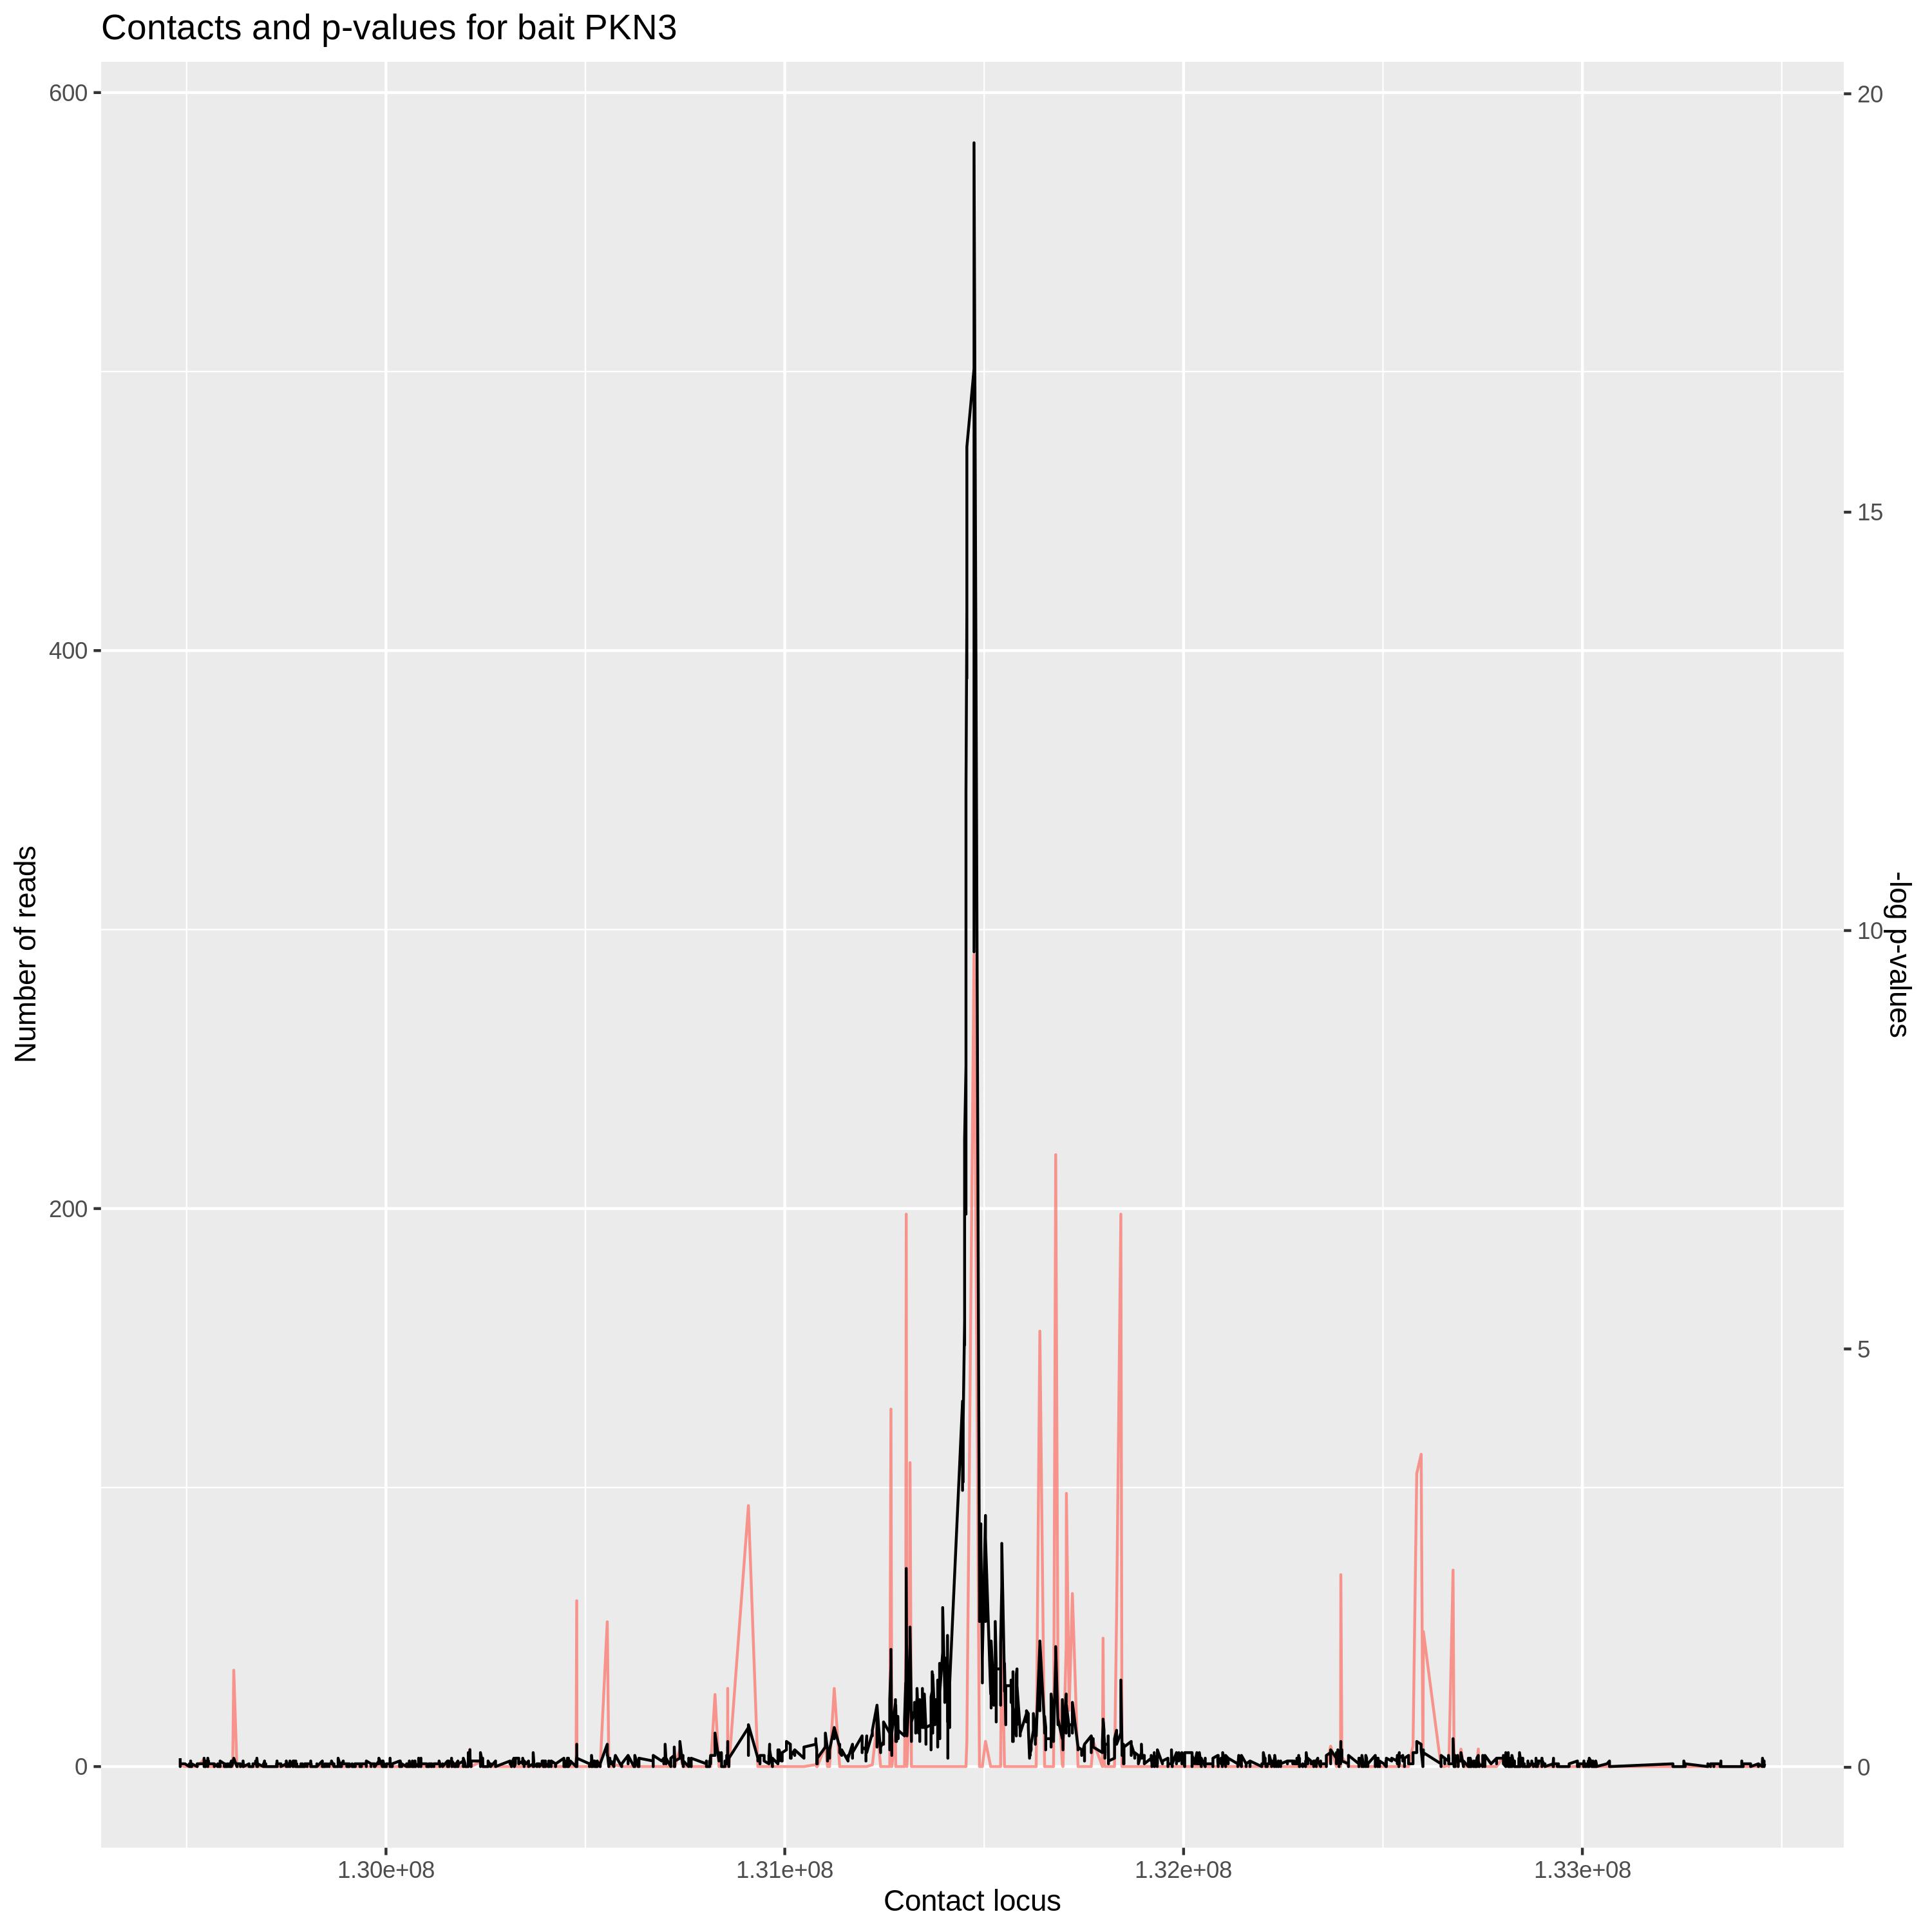 Contacts and p-values for bait PKN3
600
400
200
0
Number of reads
20
15
10
5
0
-log p-values
1.30e+08
1.31e+08
1.32e+08
1.33e+08
Contact locus